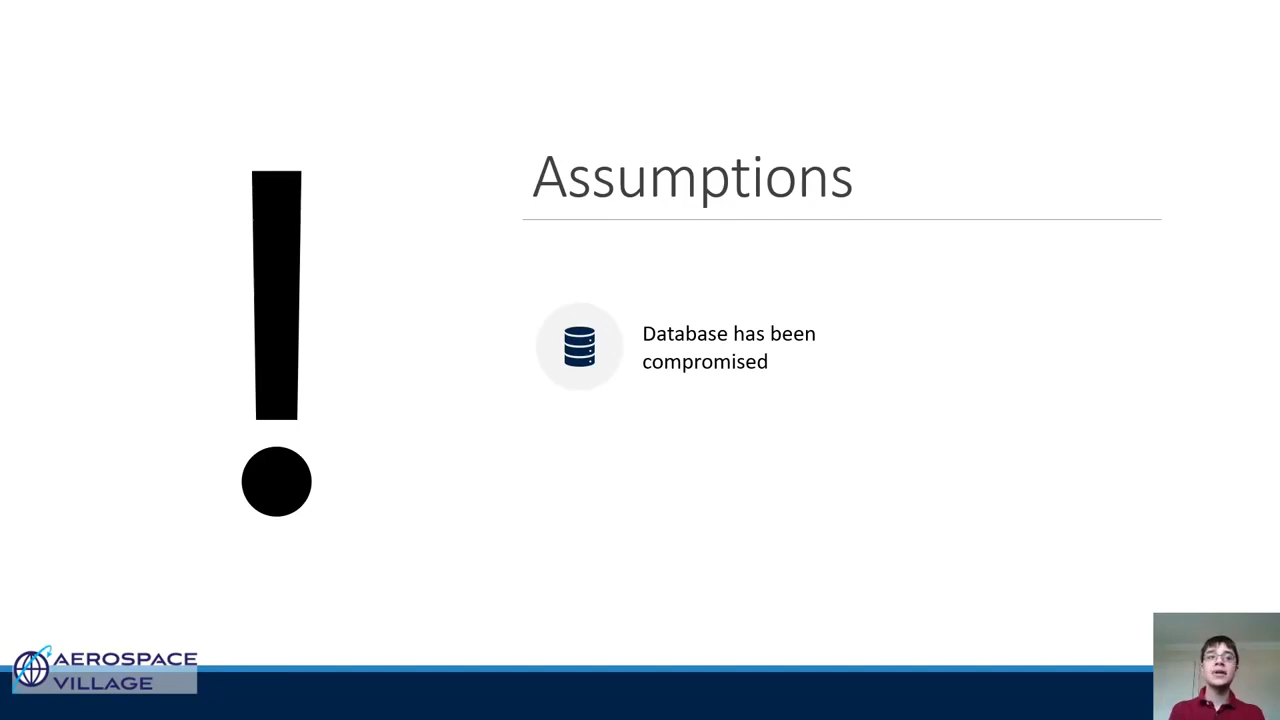 !
Assumptions
Database has been
compromised
AEROSPACE
VILLAGE